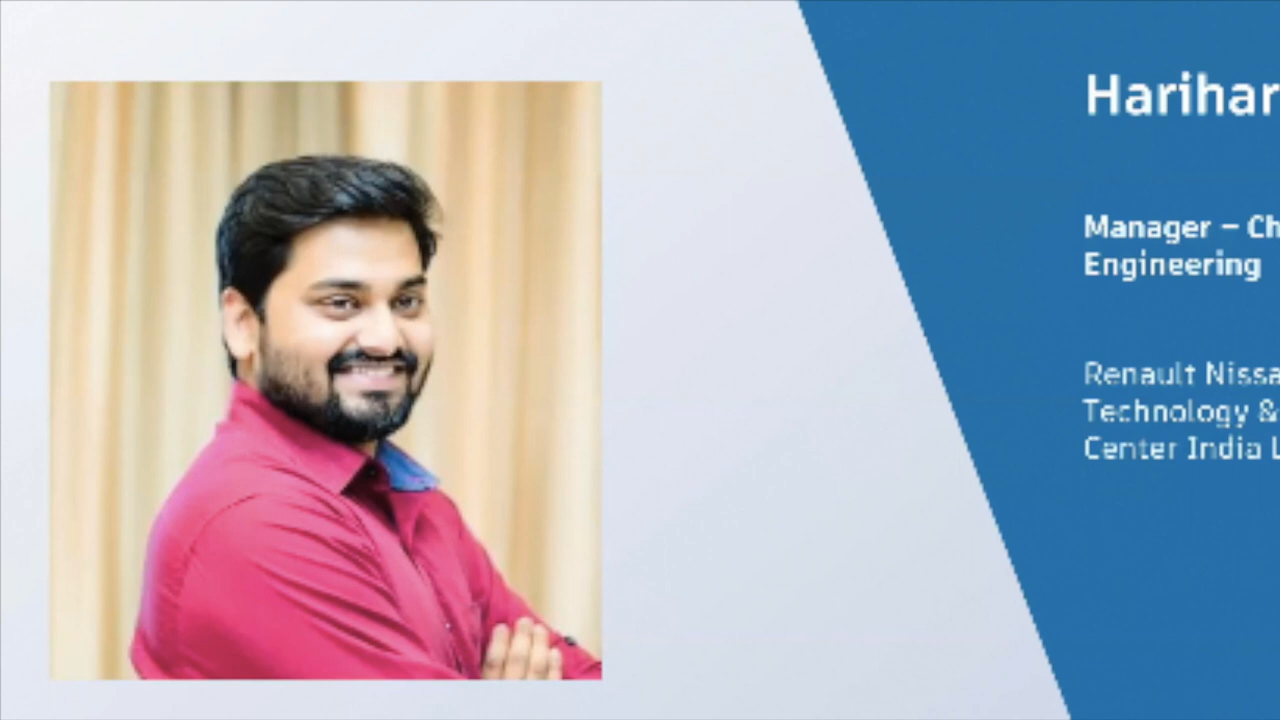 Harihar
Manager – Ch
Engineering
Renault Nissa
Technology &
Center India L